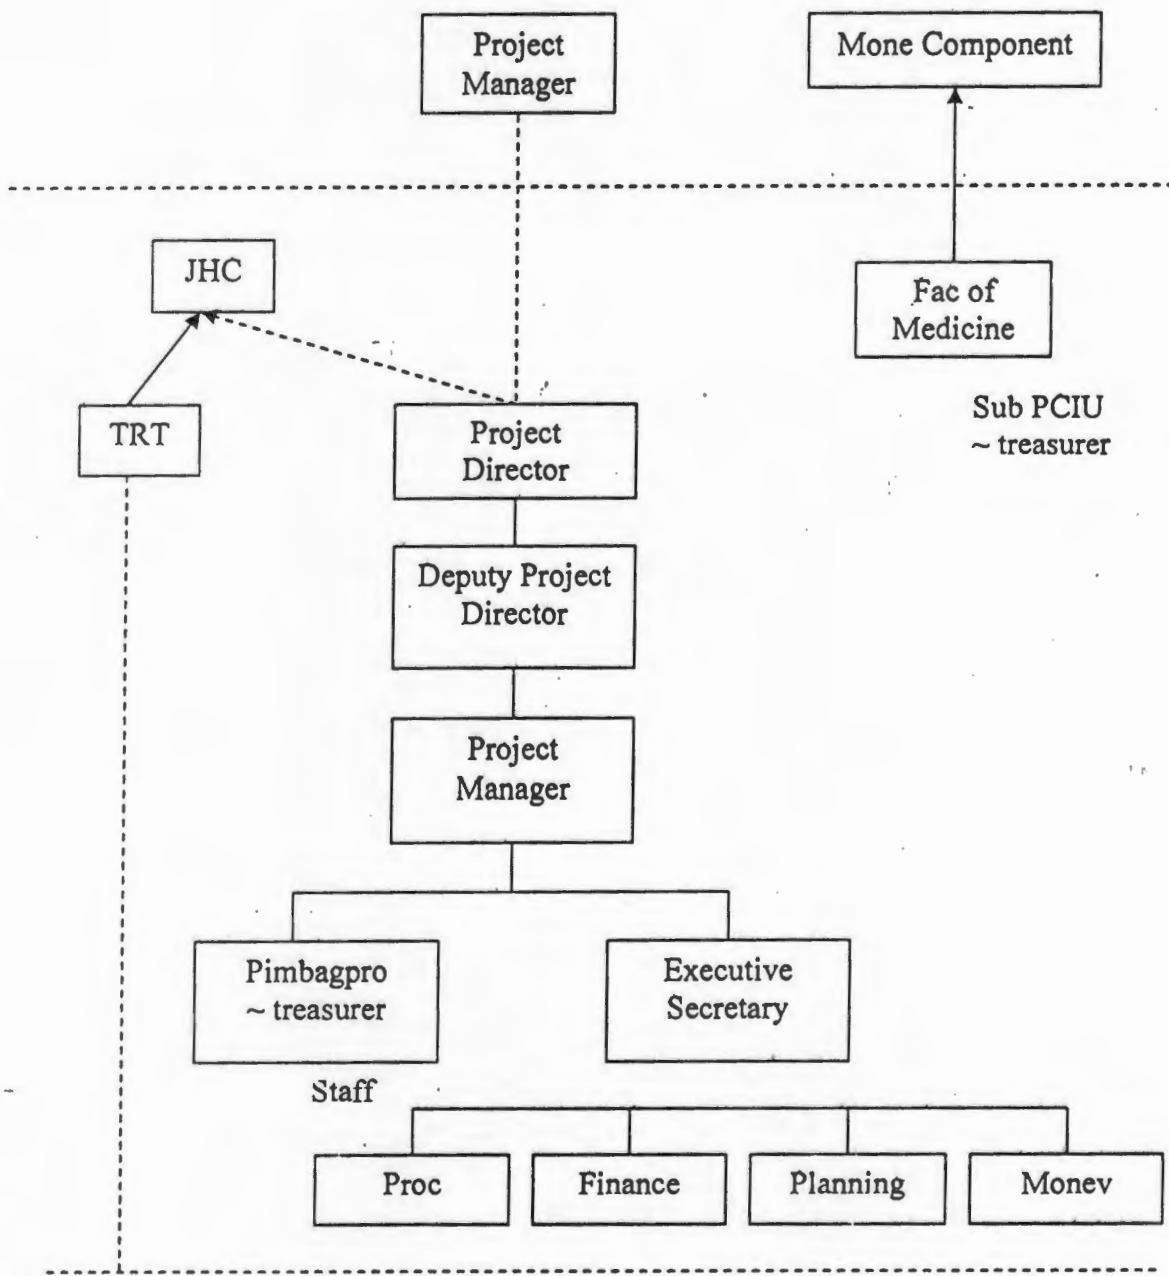 Project
Manager
Mone Component
JHC
Fac of
Medicine
TRT
Project
Director
Sub PCIU
~ treasurer
Deputy Project
Director
Project
Manager
Pimbagpro
~ treasurer
Executive
Secretary
Staff
Proc
Finance
Planning
Monev